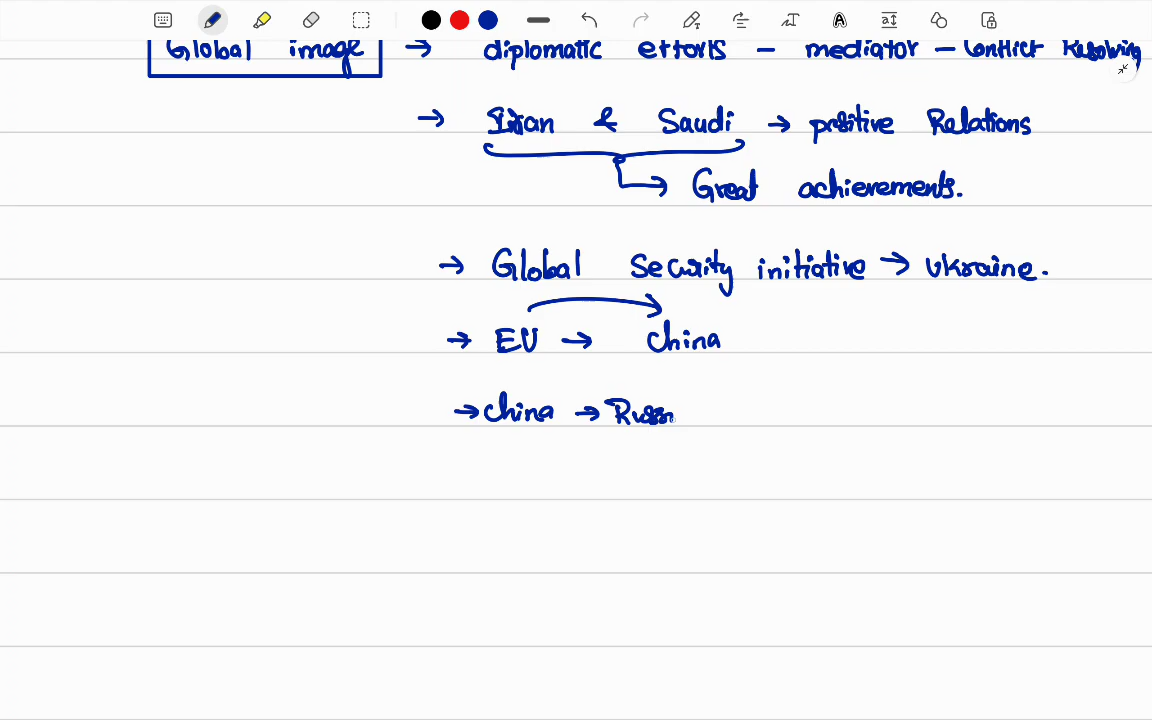 Global image → diplomatic efforts - mediator - Conflict Resolving
→ Iran & Saudi → positive Relations
→ Great achievements.
→ Global Security initiative → Ukraine.
→ EU → China
→ China → Russ